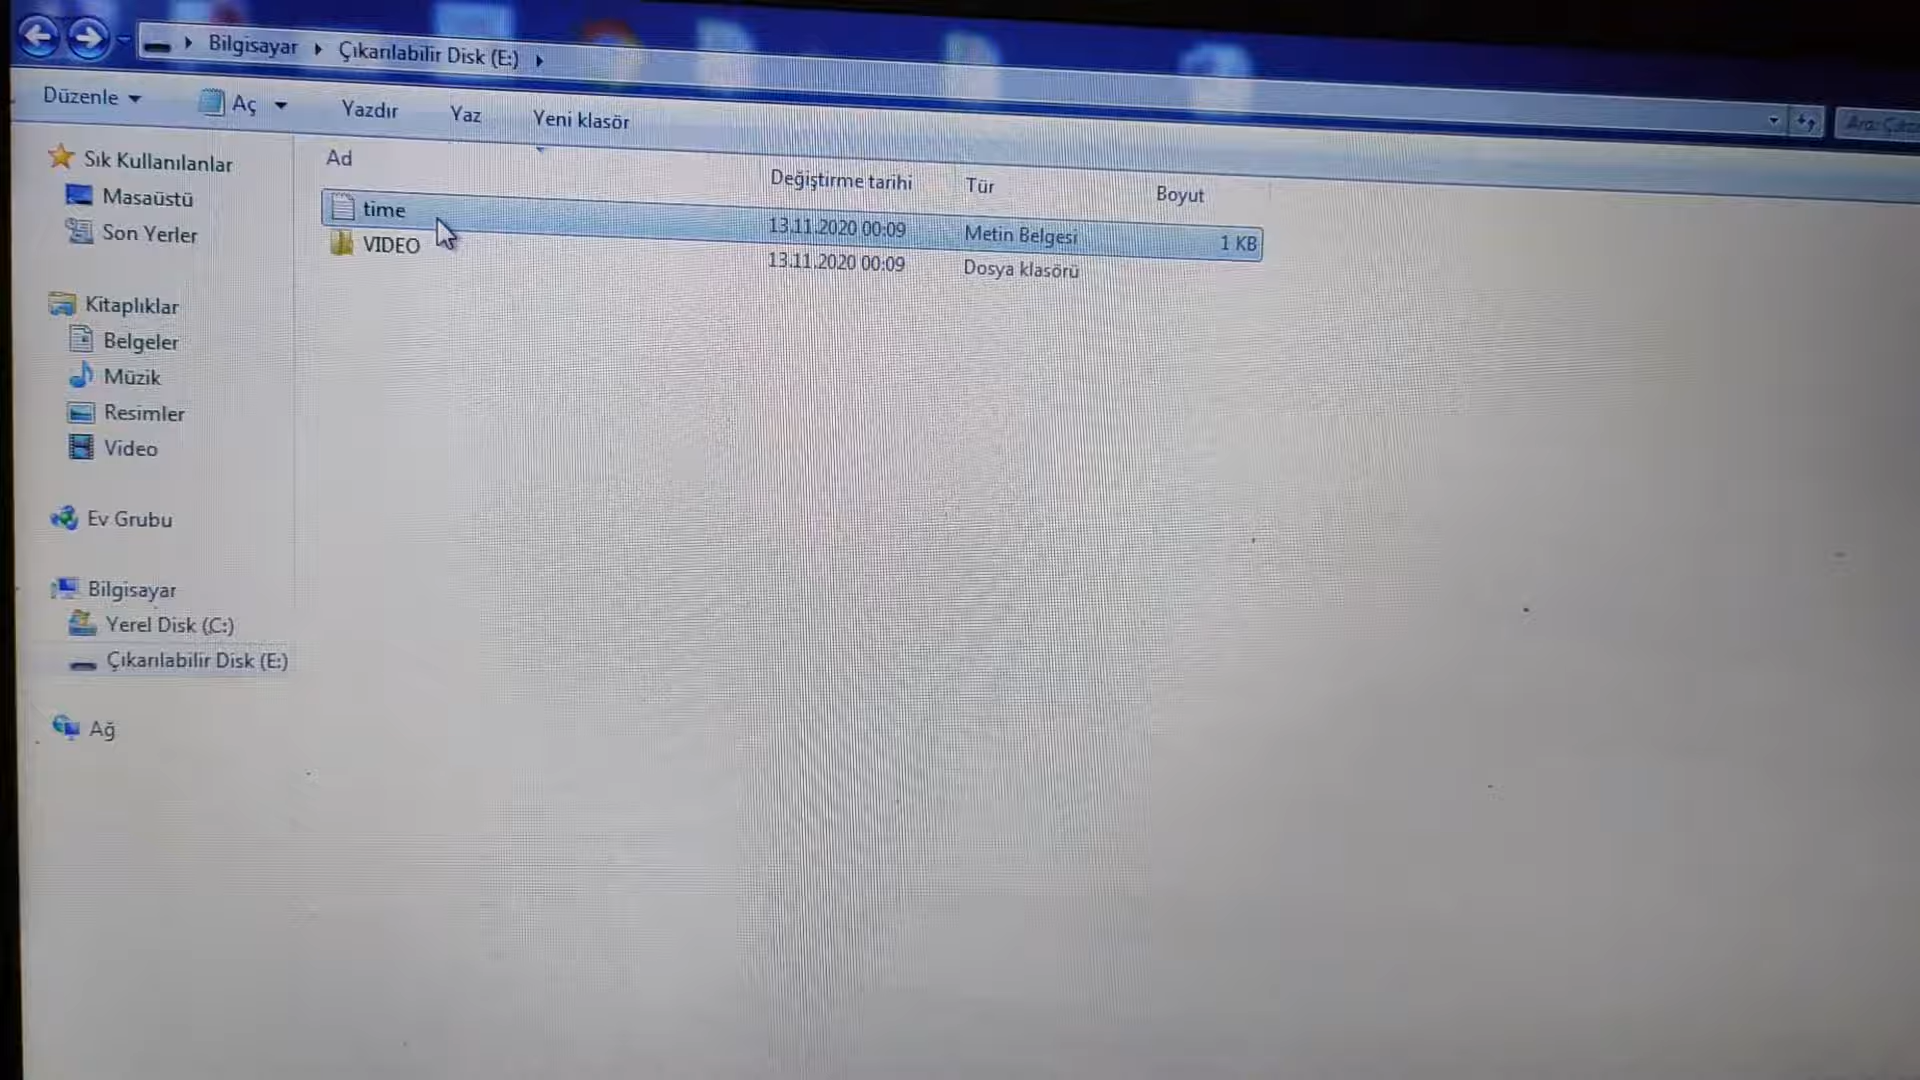 Bilgisayar Çıkarılabilir Disk (E:)
Düzenle Aç Yazdır Yaz Yeni klasör
Ad Değiştirme tarihi Tür Boyut
time 13.11.2020 00:09 Metin Belgesi 1 KB
VIDEO 13.11.2020 00:09 Dosya klasörü
Sık Kullanılanlar
Masaüstü
Son Yerler
Kitaplıklar
Belgeler
Müzik
Resimler
Video
Ev Grubu
Bilgisayar
Yerel Disk (C:)
Çıkarılabilir Disk (E:)
Ağ